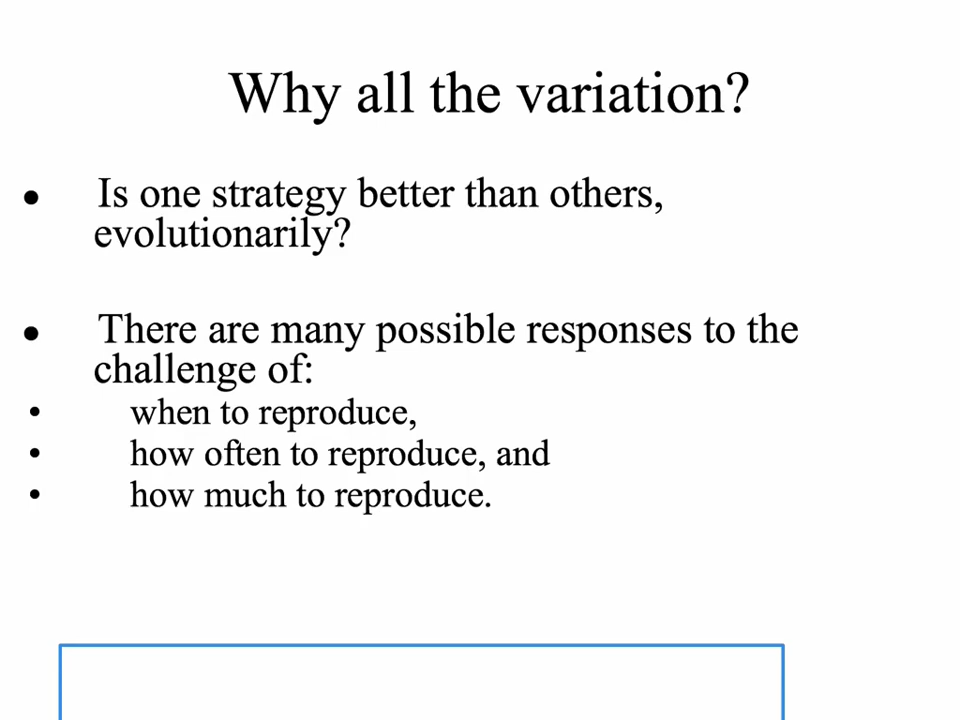 Why all the variation?
• Is one strategy better than others,
evolutionarily?
• There are many possible responses to the
challenge of:
• when to reproduce,
• how often to reproduce, and
• how much to reproduce.